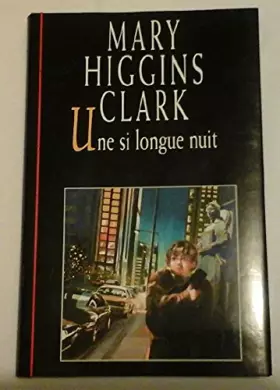 MARY
HIGGINS
CLARK
Une si longue nuit